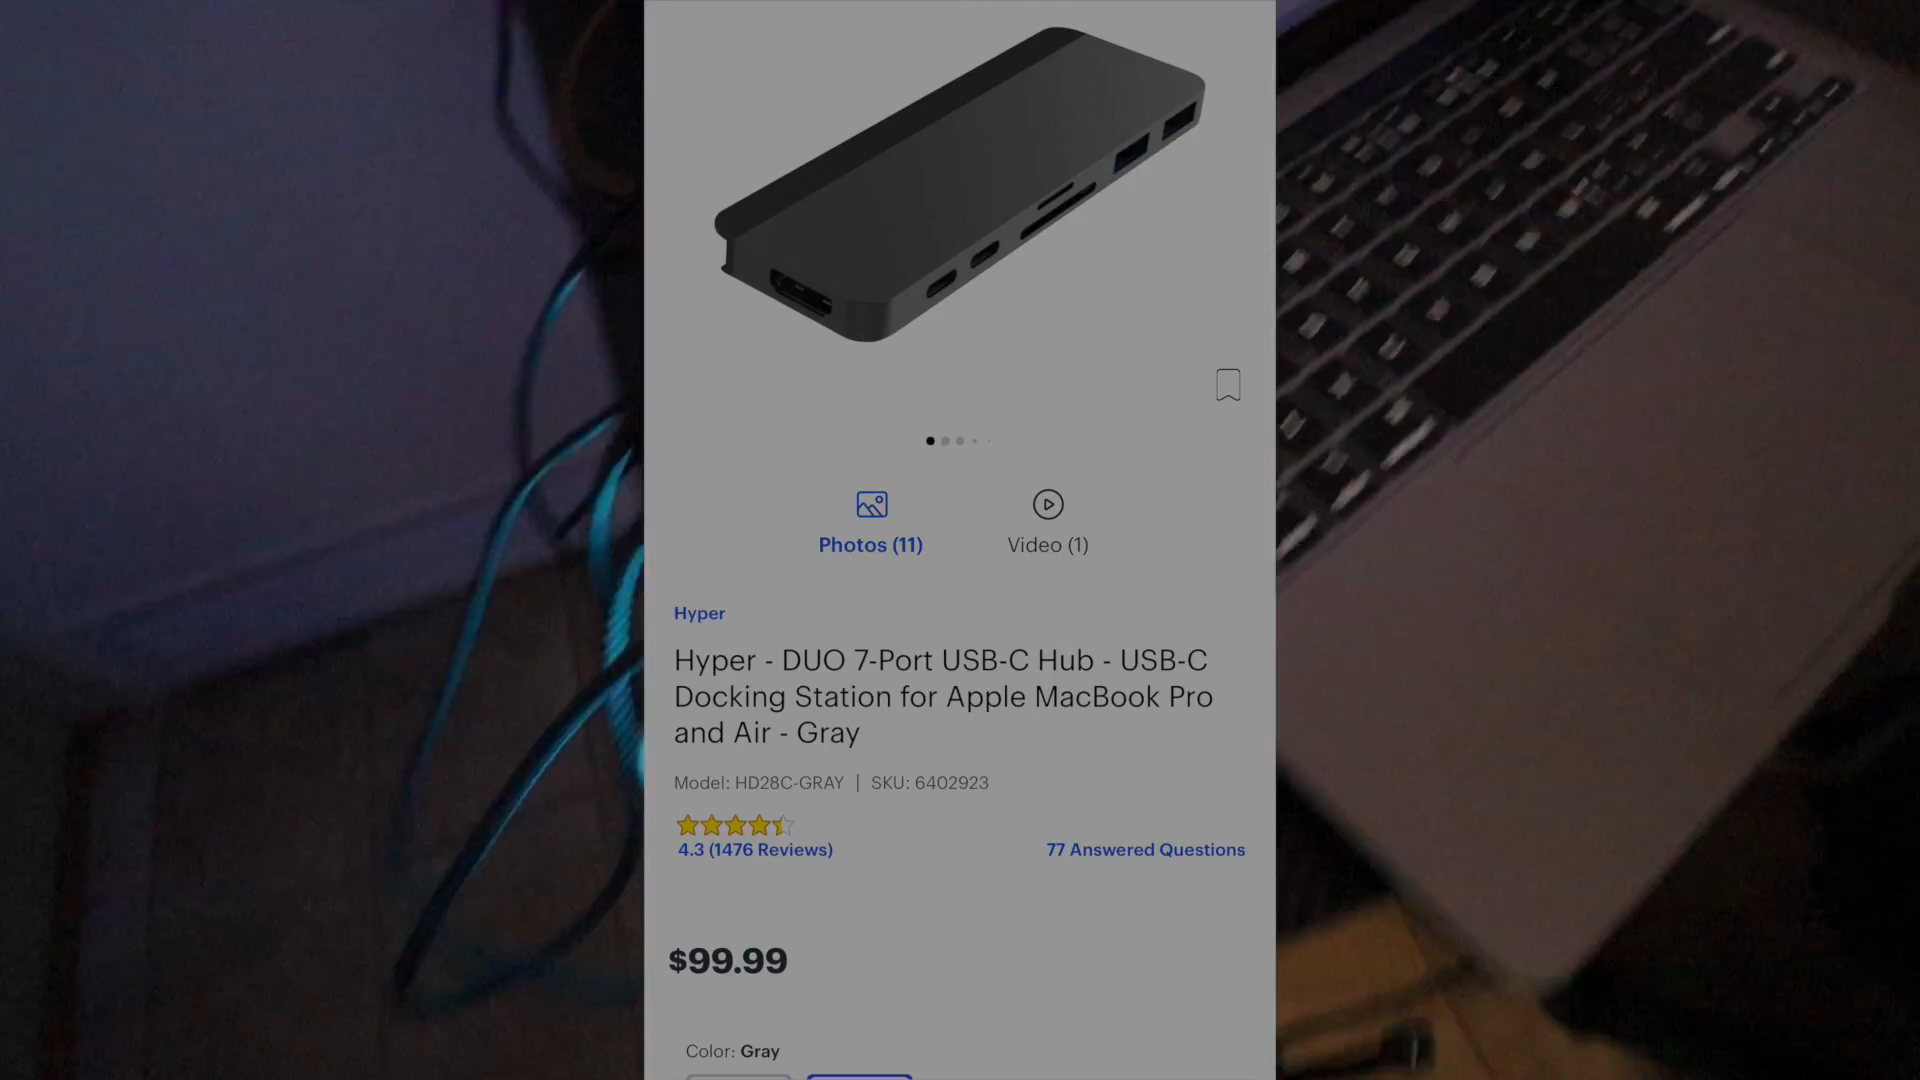 Photos (11)
Video (1)
Hyper
Hyper - DUO 7-Port USB-C Hub - USB-C
Docking Station for Apple MacBook Pro
and Air - Gray
Model: HD28C-GRAY | SKU: 6402923
4.3 (1476 Reviews)
77 Answered Questions
$99.99
Color: Gray